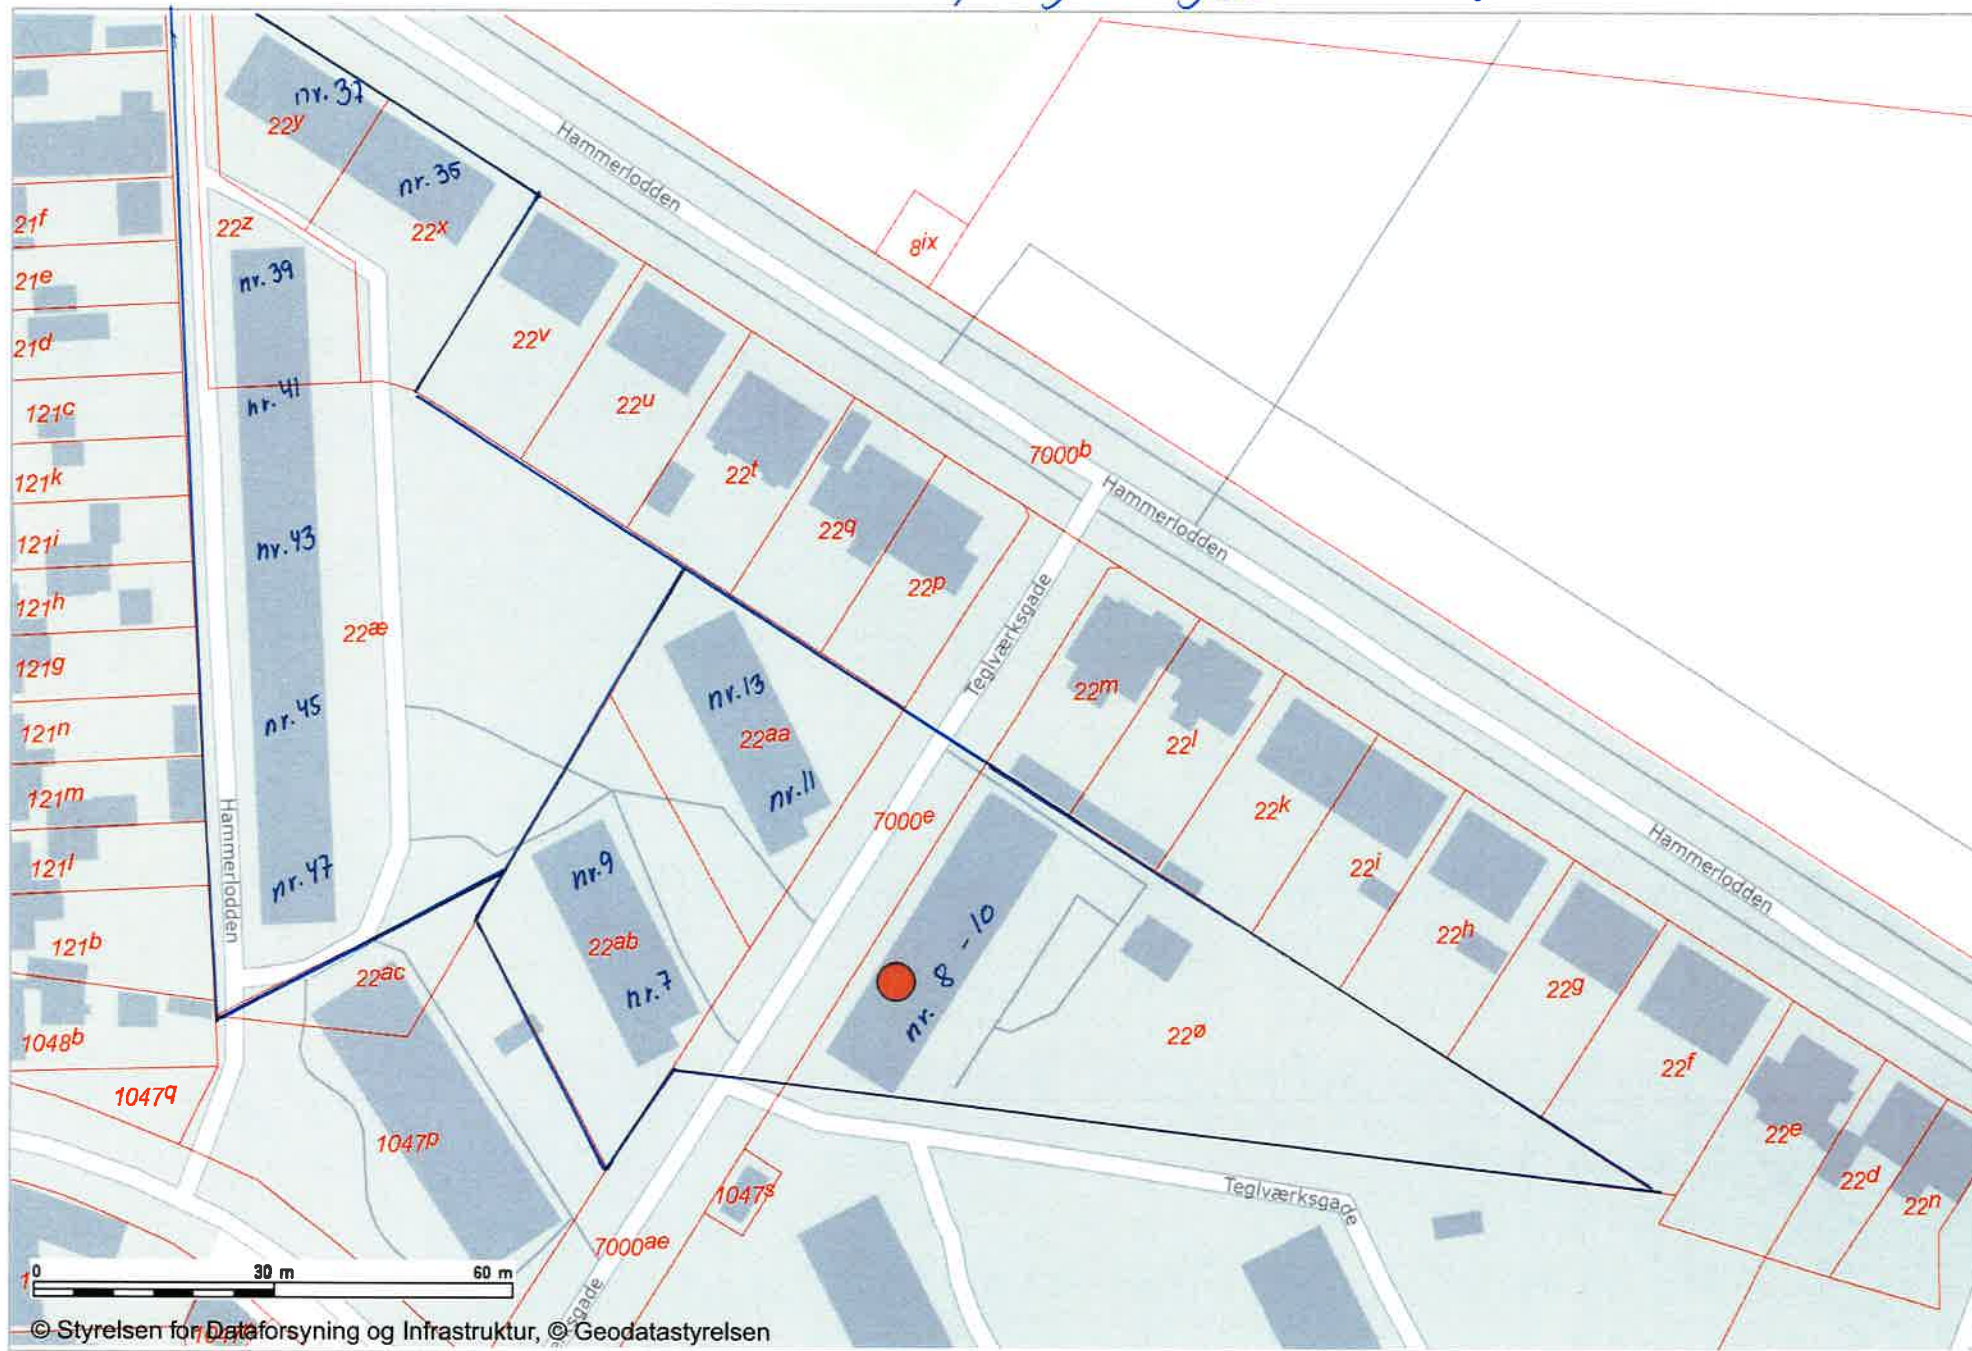 nr. 37
22y
nr. 35
22x
22z
nr. 39
nr. 41
nr. 43
nr. 45
nr. 47
22æ
Hammerlodden
21f
21e
21d
121c
121k
121i
121h
121g
121n
121m
121l
121b
1048b
1047q
Hammerlodden
8ix
22v
22u
22t
22q
22p
7000b
Hammerlodden
Teglværksgade
22m
22l
22k
22i
22h
22g
22f
22e
22d
22n
Hammerlodden
nr. 13
22aa
nr. 11
7000e
nr. 9
22ab
nr. 7
22ac
nr. 8 - 10
22ø
1047p
1047s
7000ae
Teglværksgade
0 30 m 60 m
© Styrelsen for Dataforsyning og Infrastruktur, © Geodatastyrelsen